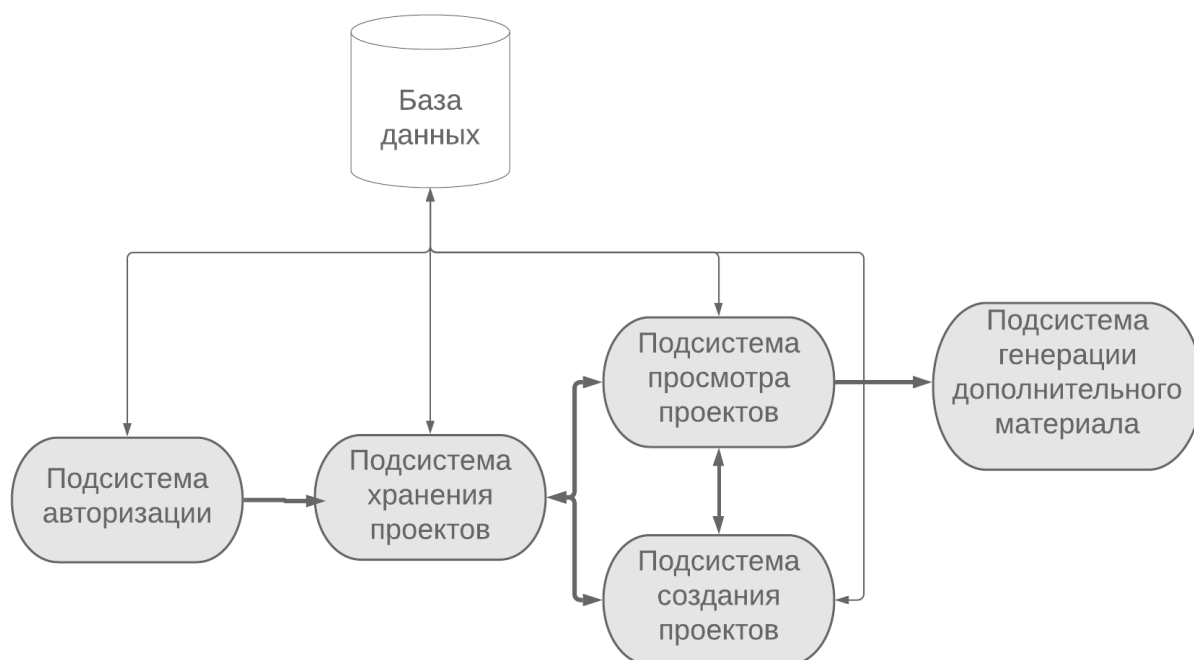 База
данных
Подсистема
авторизации
Подсистема
хранения
проектов
Подсистема
просмотра
проектов
Подсистема
создания
проектов
Подсистема
генерации
дополнительного
материала